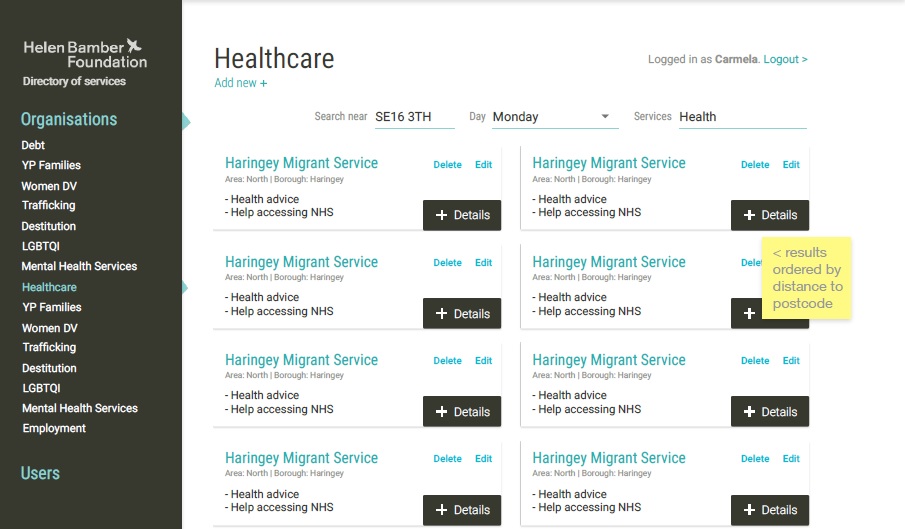 Helen Bamber
Foundation
Directory of services
Organisations
Debt
YP Families
Women DV
Trafficking
Destitution
LGBTQI
Mental Health Services
Healthcare
YP Families
Women DV
Trafficking
Destitution
LGBTQI
Mental Health Services
Employment
Users
Healthcare
Add new +
Logged in as Carmela. Logout >
Search near SE16 3TH Day Monday Services Health
Haringey Migrant Service Delete Edit
Area: North | Borough: Haringey
- Health advice
- Help accessing NHS
+ Details
Haringey Migrant Service Delete Edit
Area: North | Borough: Haringey
- Health advice
- Help accessing NHS
+ Details
Haringey Migrant Service Delete Edit
Area: North | Borough: Haringey
- Health advice
- Help accessing NHS
+ Details
Haringey Migrant Service
Area: North | Borough: Haringey
- Health advice
- Help accessing NHS
+
< results
ordered by
distance to
postcode
Haringey Migrant Service Delete Edit
Area: North | Borough: Haringey
- Health advice
- Help accessing NHS
+ Details
Haringey Migrant Service Delete Edit
Area: North | Borough: Haringey
- Health advice
- Help accessing NHS
+ Details
Haringey Migrant Service Delete Edit
Area: North | Borough: Haringey
- Health advice
- Help accessing NHS
+ Details
Haringey Migrant Service Delete Edit
Area: North | Borough: Haringey
- Health advice
- Help accessing NHS
+ Details